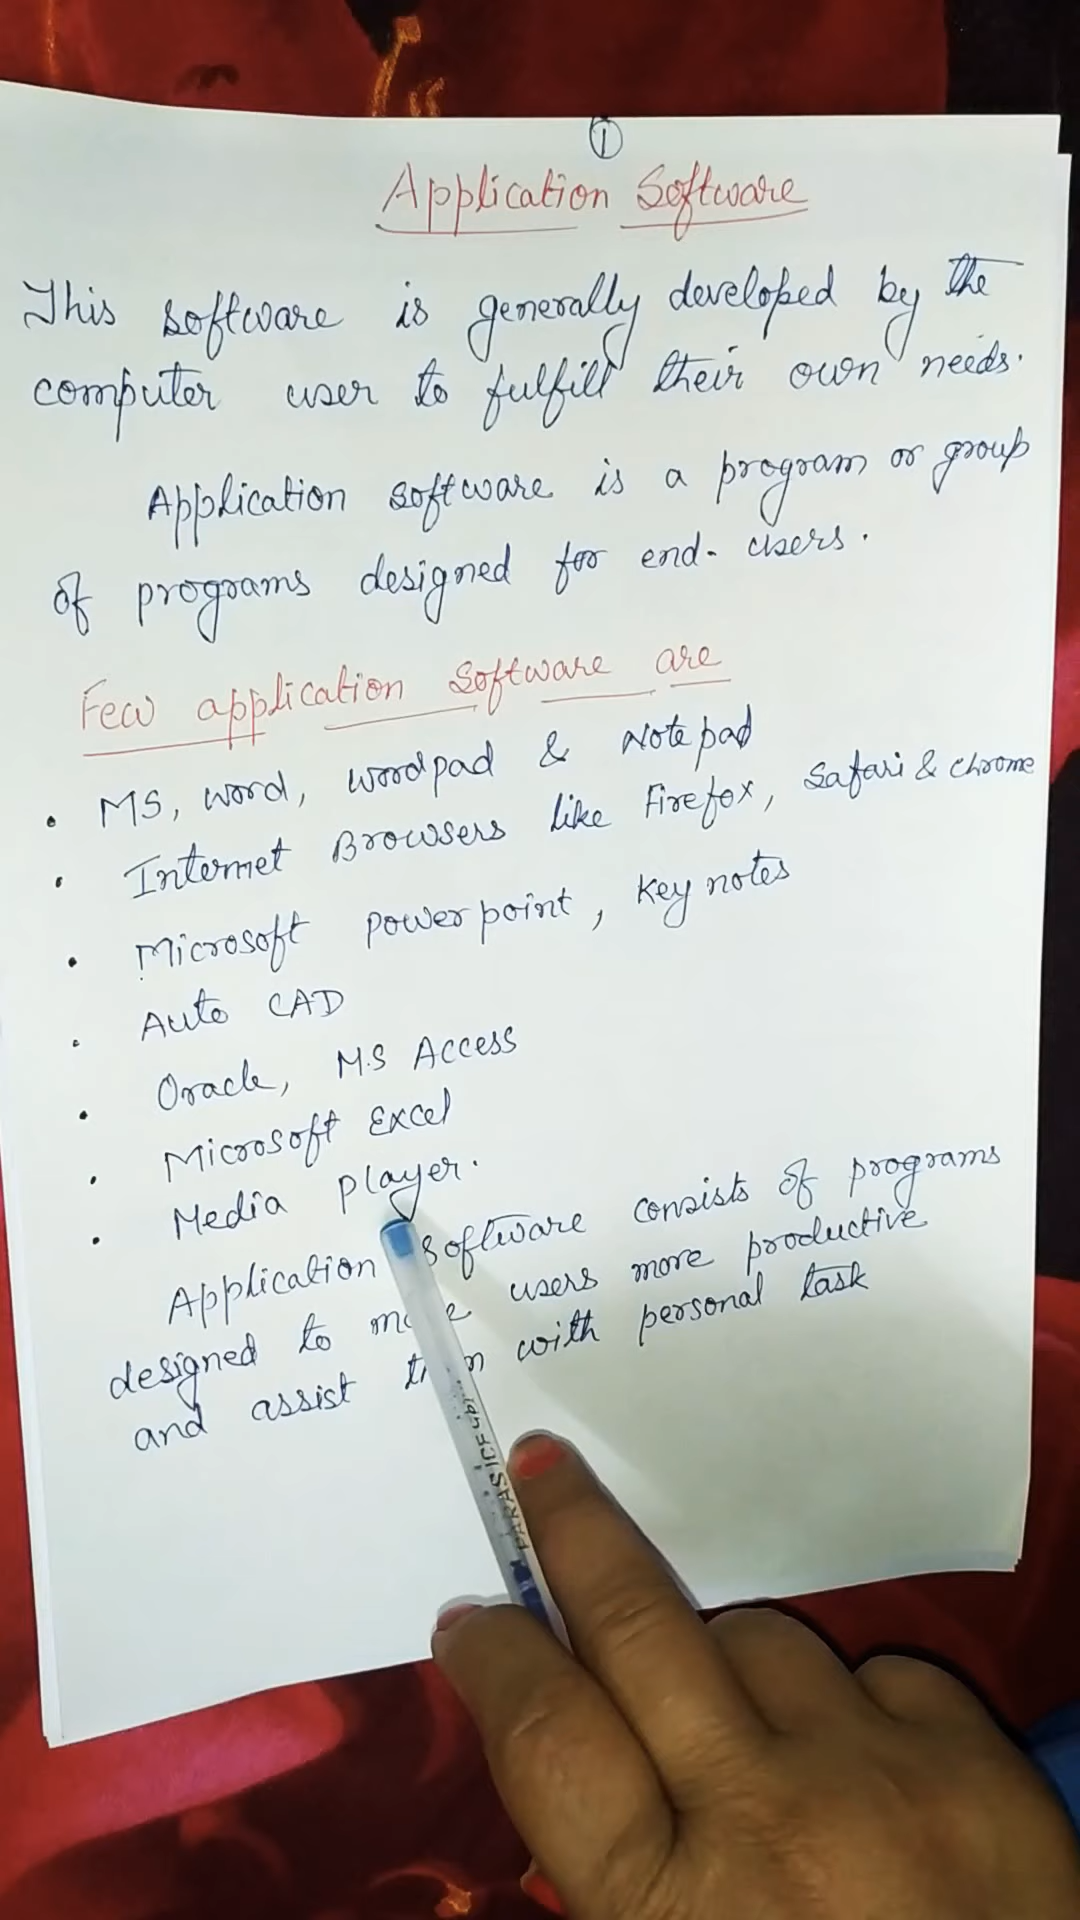 1
Application Software
This software is generally developed by the
computer user to fulfill their own needs.
Application software is a program or group
of programs designed for end- users.
Few application software are
• MS, word, wordpad & Notepad
• Internet Browsers like Firefox, Safari & chrome
• Microsoft powerpoint, key notes
• Auto CAD
• Oracle, M.S Access
• Microsoft Excel
• Media player.
Application software consists of programs
designed to users more productive
and assist with personal task